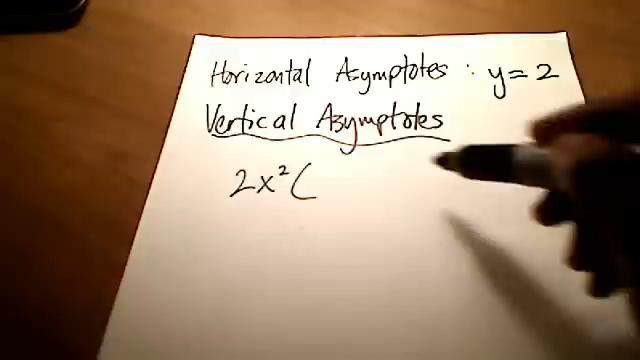 Horizontal Asymptotes : y = 2
Vertical Asymptotes
2x²(